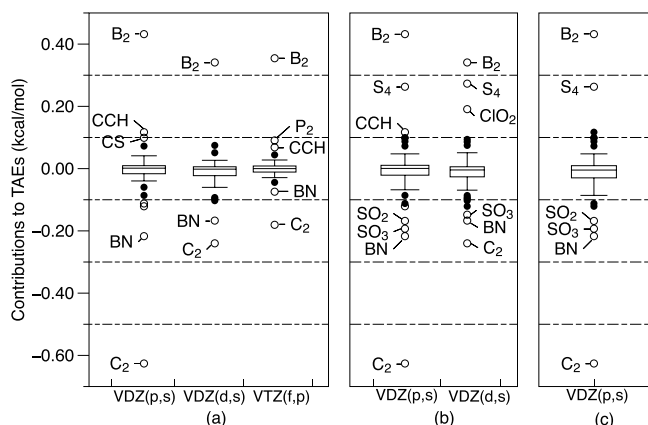 Contributions to TAEs (kcal/mol)
0.40
0.20
0.00
−0.20
−0.40
−0.60
B₂
CCH
CS
BN
C₂
B₂
BN
C₂
B₂
P₂
CCH
BN
C₂
VDZ(p,s)
VDZ(d,s)
VTZ(f,p)
(a)
B₂
S₄
CCH
SO₂
SO₃
BN
C₂
B₂
S₄
ClO₂
SO₃
BN
C₂
VDZ(p,s)
VDZ(d,s)
(b)
B₂
S₄
SO₂
SO₃
BN
C₂
VDZ(p,s)
(c)